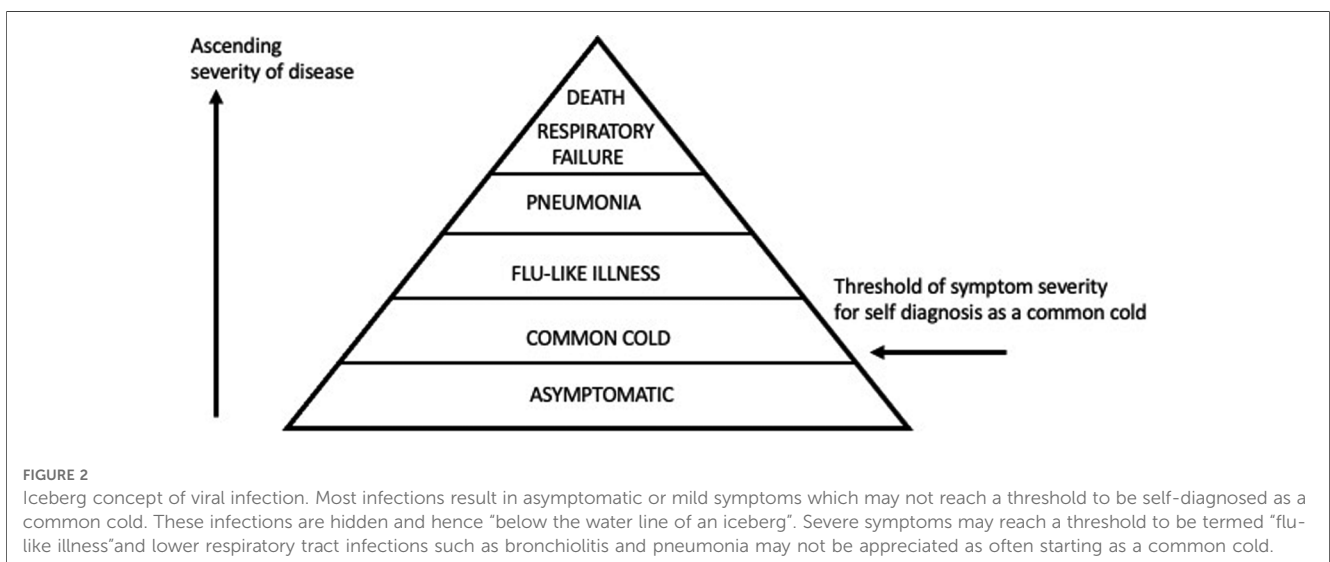 Ascending
severity of disease
DEATH
RESPIRATORY
FAILURE
PNEUMONIA
FLU-LIKE ILLNESS
Threshold of symptom severity
for self diagnosis as a common cold
COMMON COLD
ASYMPTOMATIC
FIGURE 2
Iceberg concept of viral infection. Most infections result in asymptomatic or mild symptoms which may not reach a threshold to be self-diagnosed as a
common cold. These infections are hidden and hence “below the water line of an iceberg”. Severe symptoms may reach a threshold to be termed “flu-
like illness”and lower respiratory tract infections such as bronchiolitis and pneumonia may not be appreciated as often starting as a common cold.